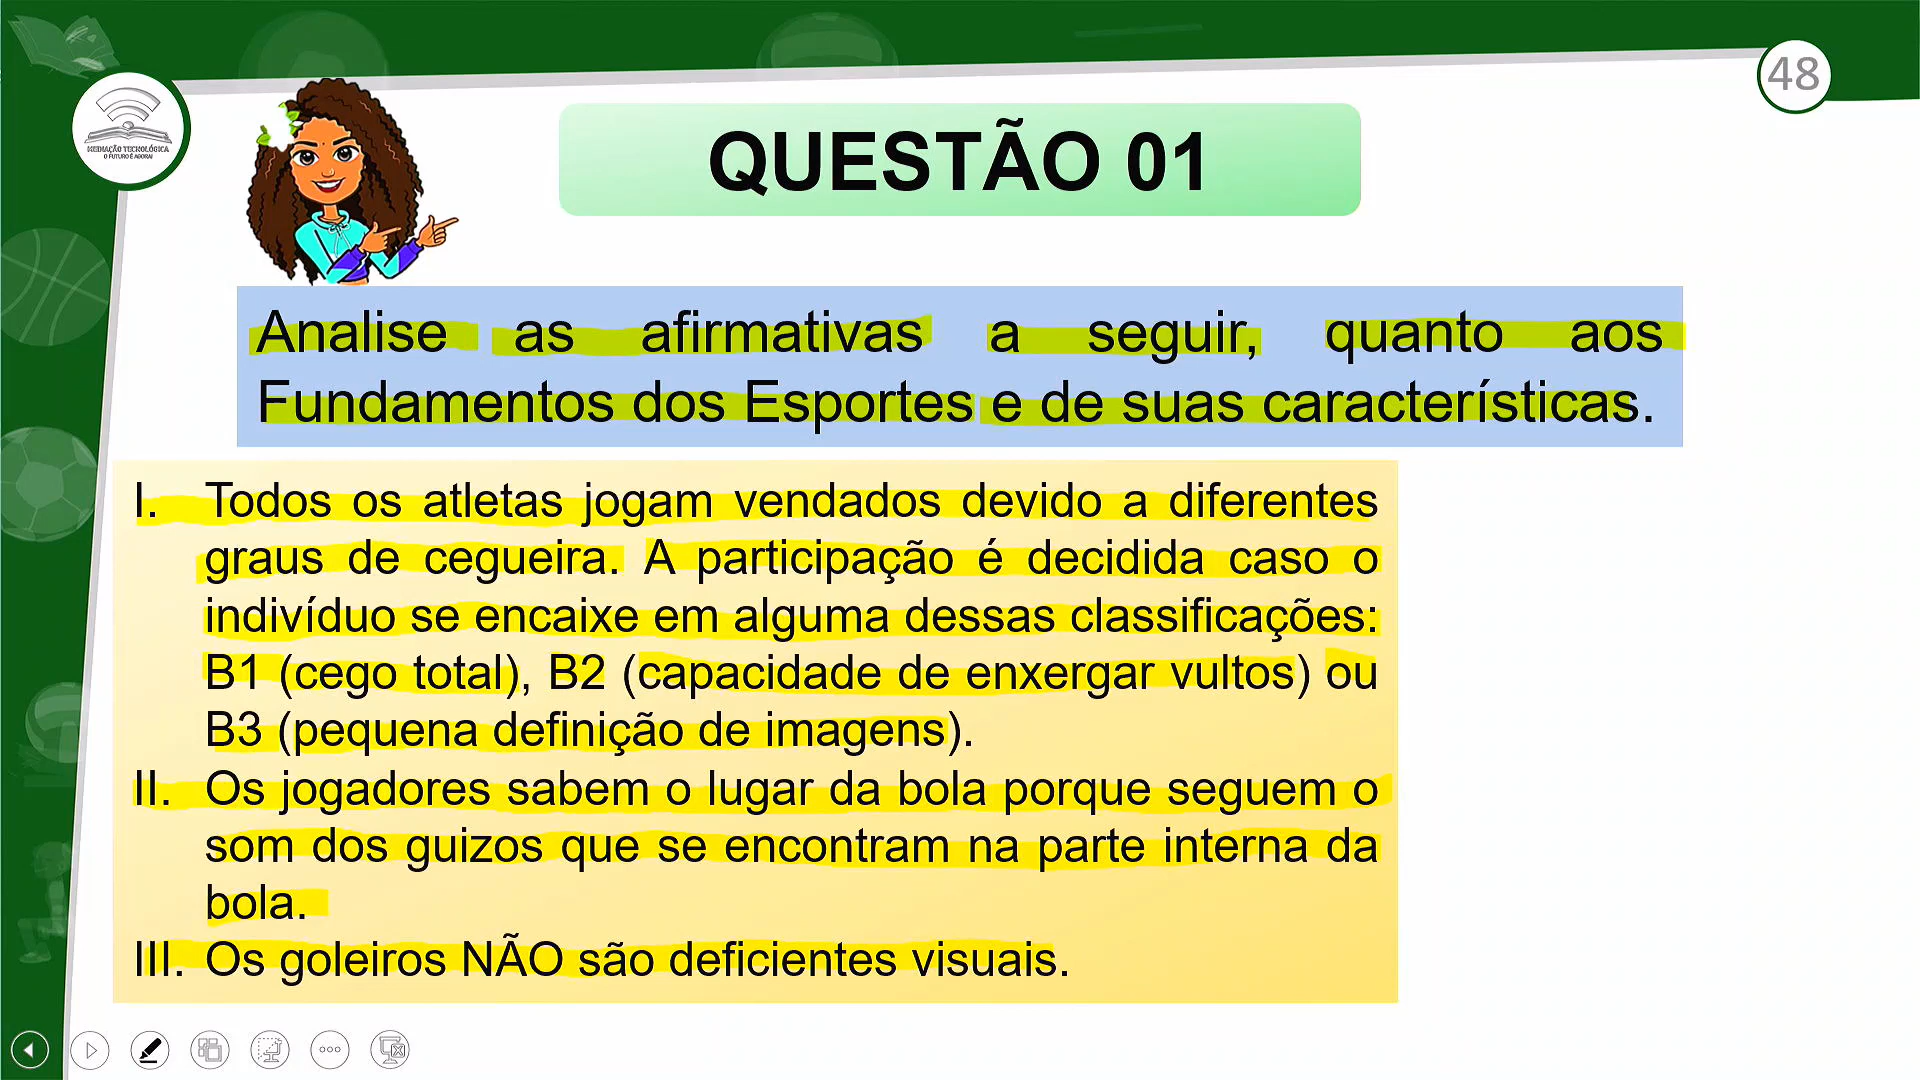 48
MEDIAÇÃO TECNOLÓGICA
O FUTURO É AGORA!
QUESTÃO 01
Analise as afirmativas a seguir, quanto aos
Fundamentos dos Esportes e de suas características.
I. Todos os atletas jogam vendados devido a diferentes
graus de cegueira. A participação é decidida caso o
indivíduo se encaixe em alguma dessas classificações:
B1 (cego total), B2 (capacidade de enxergar vultos) ou
B3 (pequena definição de imagens).
II. Os jogadores sabem o lugar da bola porque seguem o
som dos guizos que se encontram na parte interna da
bola.
III. Os goleiros NÃO são deficientes visuais.